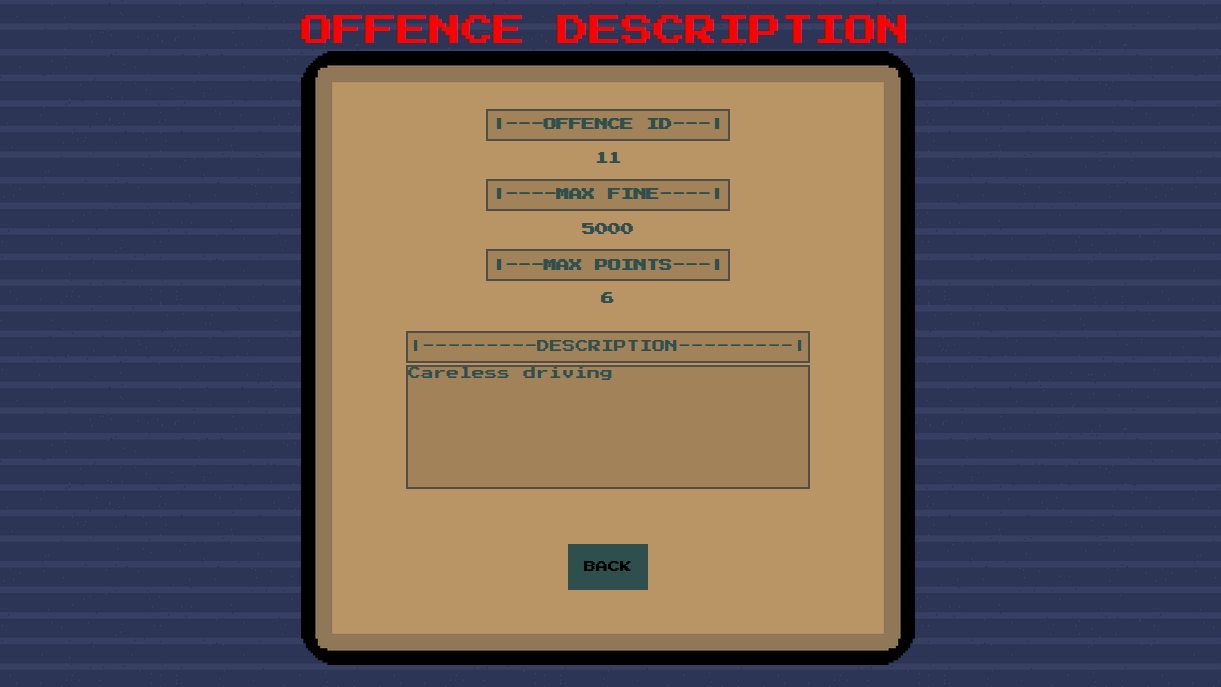 OFFENCE DESCRIPTION
|---OFFENCE ID---|
11
|----MAX FINE----|
5000
|---MAX POINTS---|
6
|---------DESCRIPTION---------|
Careless driving
BACK